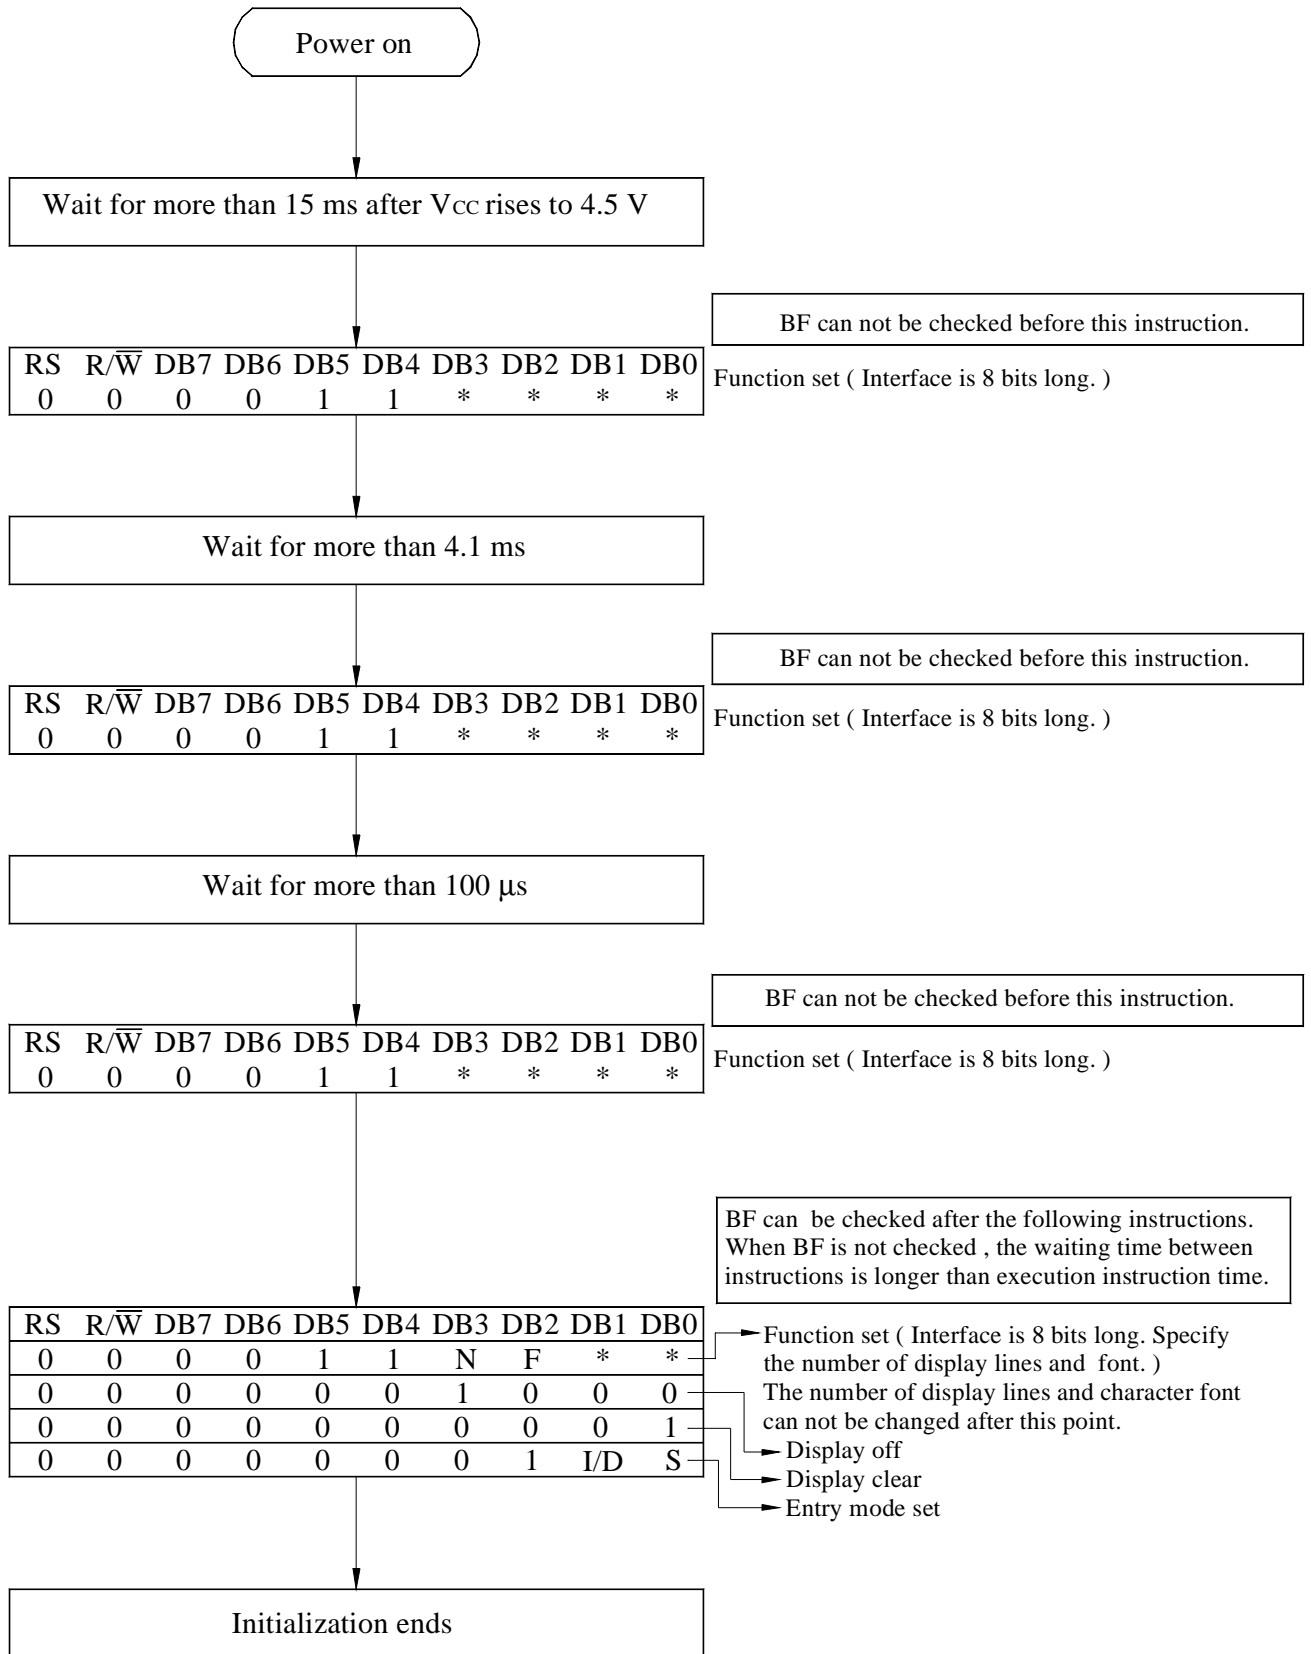 Power on
Wait for more than 15 ms after VCC rises to 4.5 V
BF can not be checked before this instruction.
RS R/W̅ DB7 DB6 DB5 DB4 DB3 DB2 DB1 DB0
0 0 0 0 1 1 * * * *
Function set ( Interface is 8 bits long. )
Wait for more than 4.1 ms
BF can not be checked before this instruction.
RS R/W̅ DB7 DB6 DB5 DB4 DB3 DB2 DB1 DB0
0 0 0 0 1 1 * * * *
Function set ( Interface is 8 bits long. )
Wait for more than 100 μs
BF can not be checked before this instruction.
RS R/W̅ DB7 DB6 DB5 DB4 DB3 DB2 DB1 DB0
0 0 0 0 1 1 * * * *
Function set ( Interface is 8 bits long. )
BF can be checked after the following instructions.
When BF is not checked , the waiting time between
instructions is longer than execution instruction time.
RS R/W̅ DB7 DB6 DB5 DB4 DB3 DB2 DB1 DB0
0 0 0 0 1 1 N F * *
0 0 0 0 0 0 1 0 0 0
0 0 0 0 0 0 0 0 0 1
0 0 0 0 0 0 0 1 I/D S
Function set ( Interface is 8 bits long. Specify
the number of display lines and font. )
The number of display lines and character font
can not be changed after this point.
Display off
Display clear
Entry mode set
Initialization ends